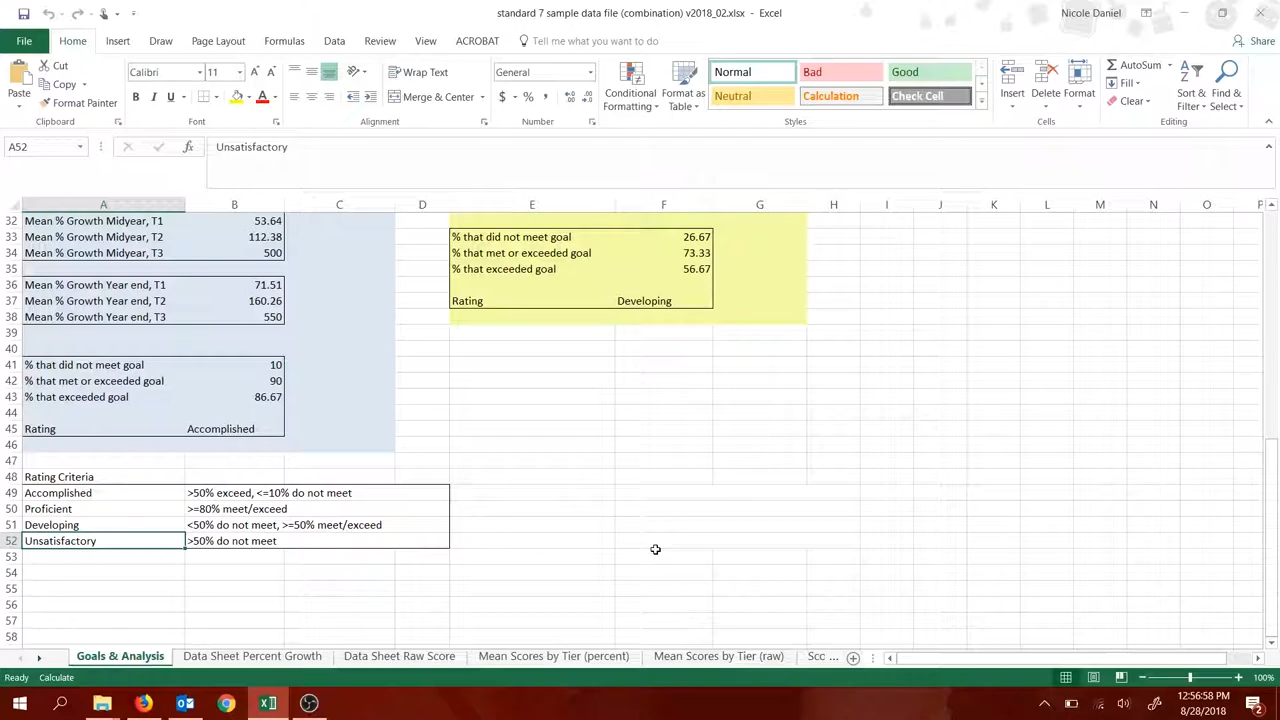 standard 7 sample data file (combination) v2018_02.xlsx - Excel
Nicole Daniel
File Home Insert Draw Page Layout Formulas Data Review View ACROBAT Tell me what you want to do Share
Cut
Copy
Format Painter
Paste
Calibri 11
B I U
Wrap Text
Merge & Center
General
$ % ,
Conditional Formatting
Format as Table
Normal Bad Good
Neutral Calculation Check Cell
Insert Delete Format
AutoSum
Fill
Clear
Sort & Filter
Find & Select
Clipboard Font Alignment Number Styles Cells Editing
A52 fx Unsatisfactory
A B C D E F G H I J K L M N O P
32 Mean % Growth Midyear, T1 53.64
33 Mean % Growth Midyear, T2 112.38 % that did not meet goal 26.67
34 Mean % Growth Midyear, T3 500 % that met or exceeded goal 73.33
35 % that exceeded goal 56.67
36 Mean % Growth Year end, T1 71.51
37 Mean % Growth Year end, T2 160.26 Rating Developing
38 Mean % Growth Year end, T3 550
39
40
41 % that did not meet goal 10
42 % that met or exceeded goal 90
43 % that exceeded goal 86.67
44
45 Rating Accomplished
46
47
48 Rating Criteria
49 Accomplished >50% exceed, <=10% do not meet
50 Proficient >=80% meet/exceed
51 Developing <50% do not meet, >=50% meet/exceed
52 Unsatisfactory >50% do not meet
53
54
55
56
57
58
Goals & Analysis Data Sheet Percent Growth Data Sheet Raw Score Mean Scores by Tier (percent) Mean Scores by Tier (raw) Sco ...
Ready Calculate 100%
12:56:58 PM
8/28/2018
2